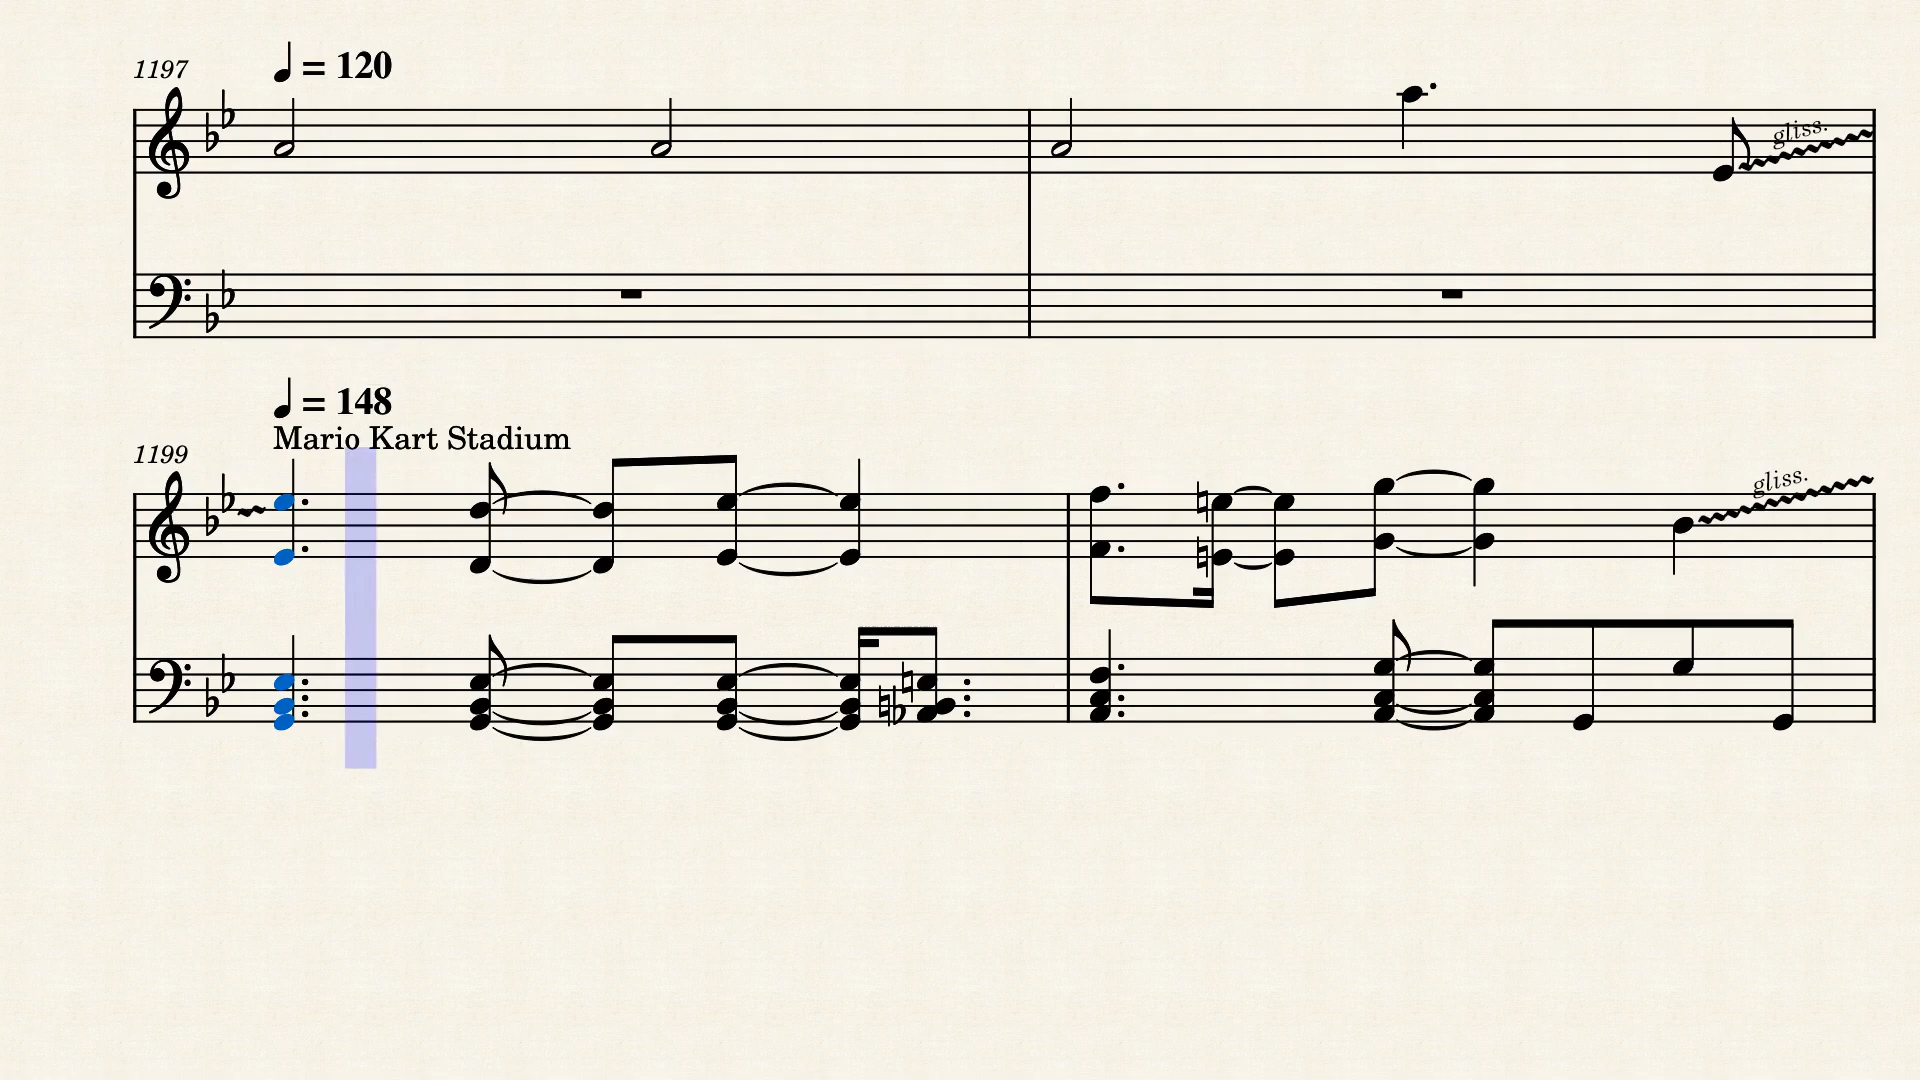 1197
♩ = 120
gliss.
♩ = 148
Mario Kart Stadium
1199
gliss.